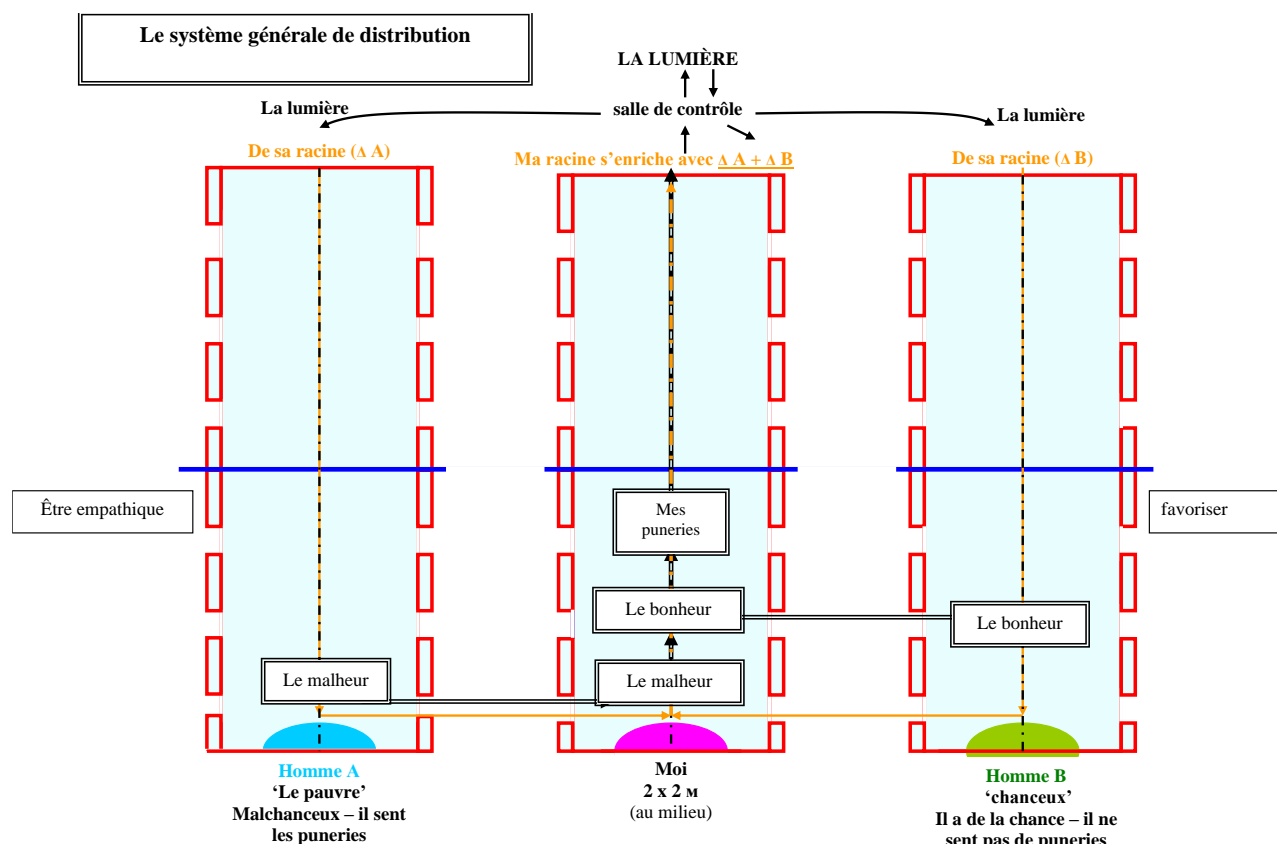 Le système générale de distribution
LA LUMIÈRE
La lumière
salle de contrôle
La lumière
De sa racine (Δ A)
Ma racine s'enriche avec Δ A + Δ B
De sa racine (Δ B)
Être empathique
Mes
puneries
favoriser
Le bonheur
Le bonheur
Le malheur
Le malheur
Homme A
'Le pauvre'
Malchanceux – il sent
les puneries
Moi
2 x 2 м
(au milieu)
Homme B
'chanceux'
Il a de la chance – il ne
sent pas de puneries